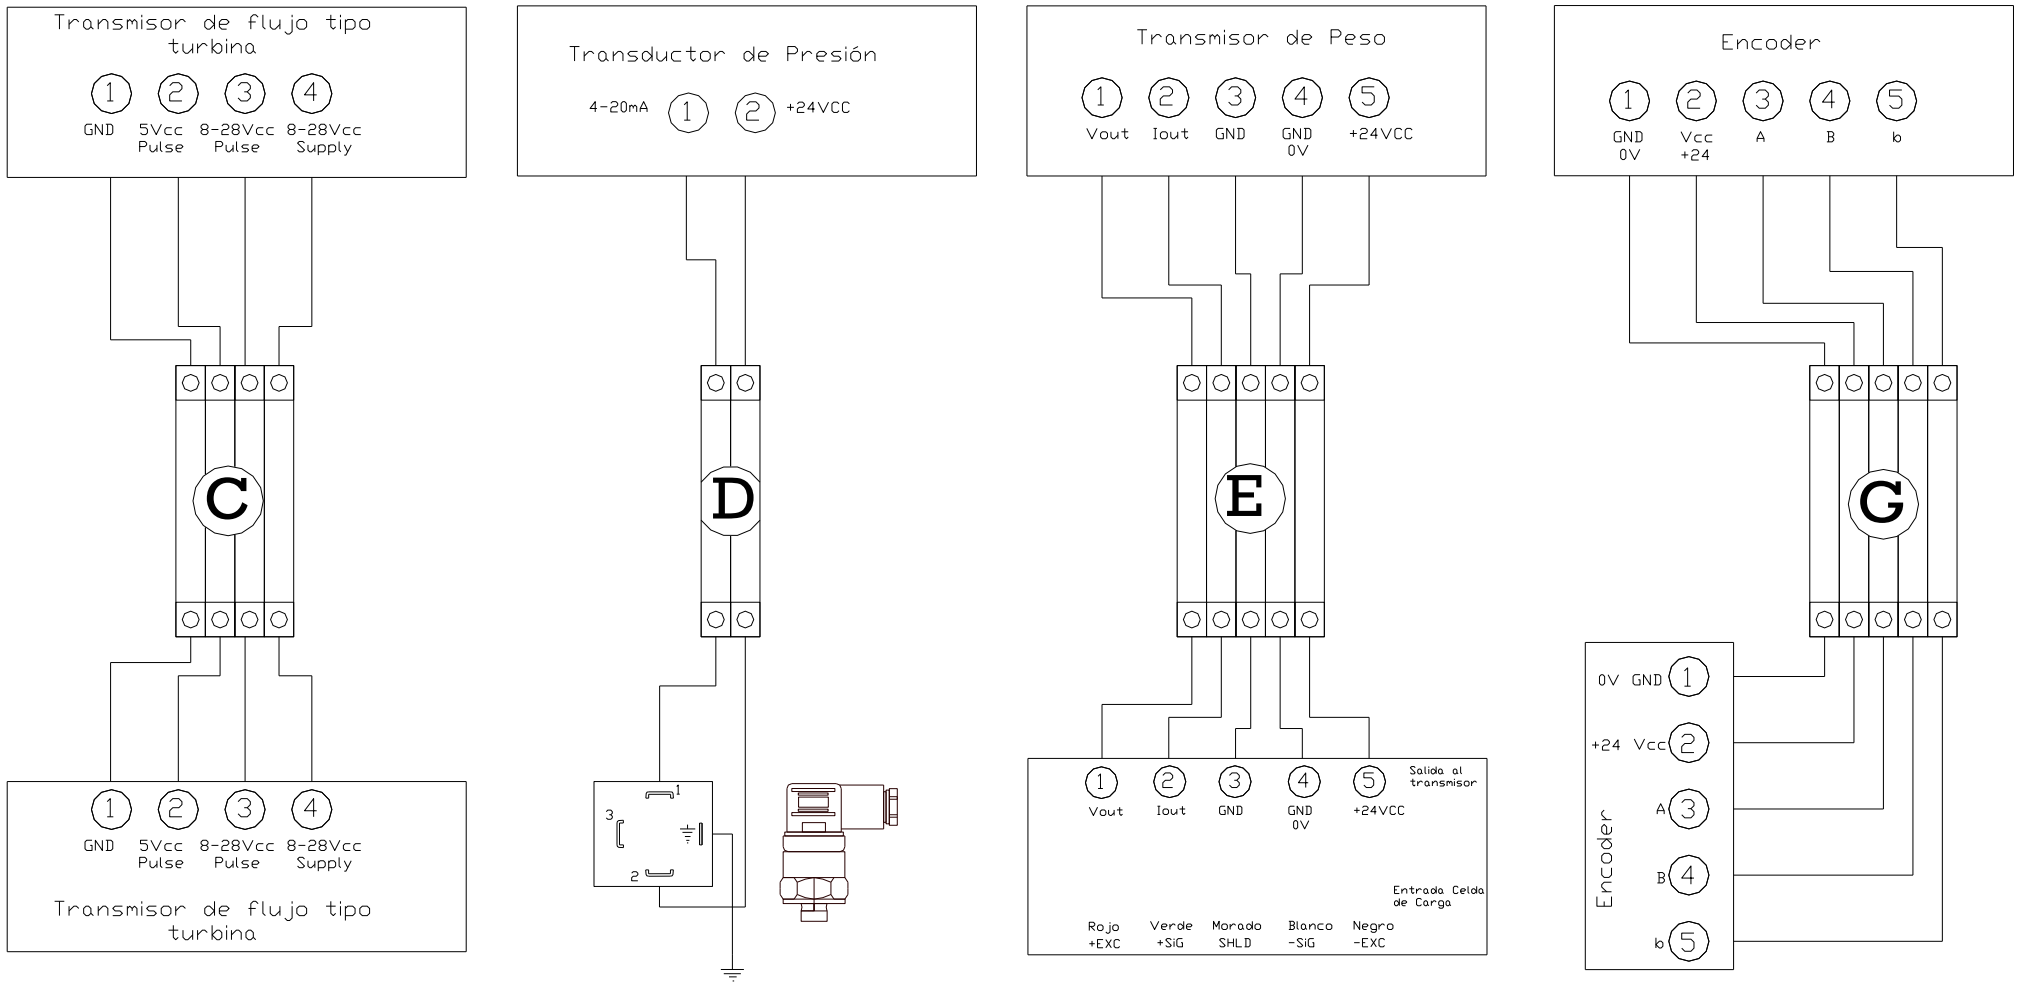 Transmisor de flujo tipo
turbina
1 2 3 4
GND 5Vcc 8-28Vcc 8-28Vcc
Pulse Pulse Supply
Transductor de Presión
4-20mA 1 2 +24VCC
Transmisor de Peso
1 2 3 4 5
Vout Iout GND GND +24VCC
0V
Encoder
1 2 3 4 5
GND Vcc A B b
0V +24
C
D
E
G
1 2 3 4
GND 5Vcc 8-28Vcc 8-28Vcc
Pulse Pulse Supply
Transmisor de flujo tipo
turbina
1
3
2
1 2 3 4 5
Salida al
transmisor
Vout Iout GND GND +24VCC
0V
Entrada Celda
de Carga
Rojo Verde Morado Blanco Negro
+EXC +SiG SHLD -SiG -EXC
0V GND 1
+24 Vcc 2
A 3
B 4
b 5
Encoder